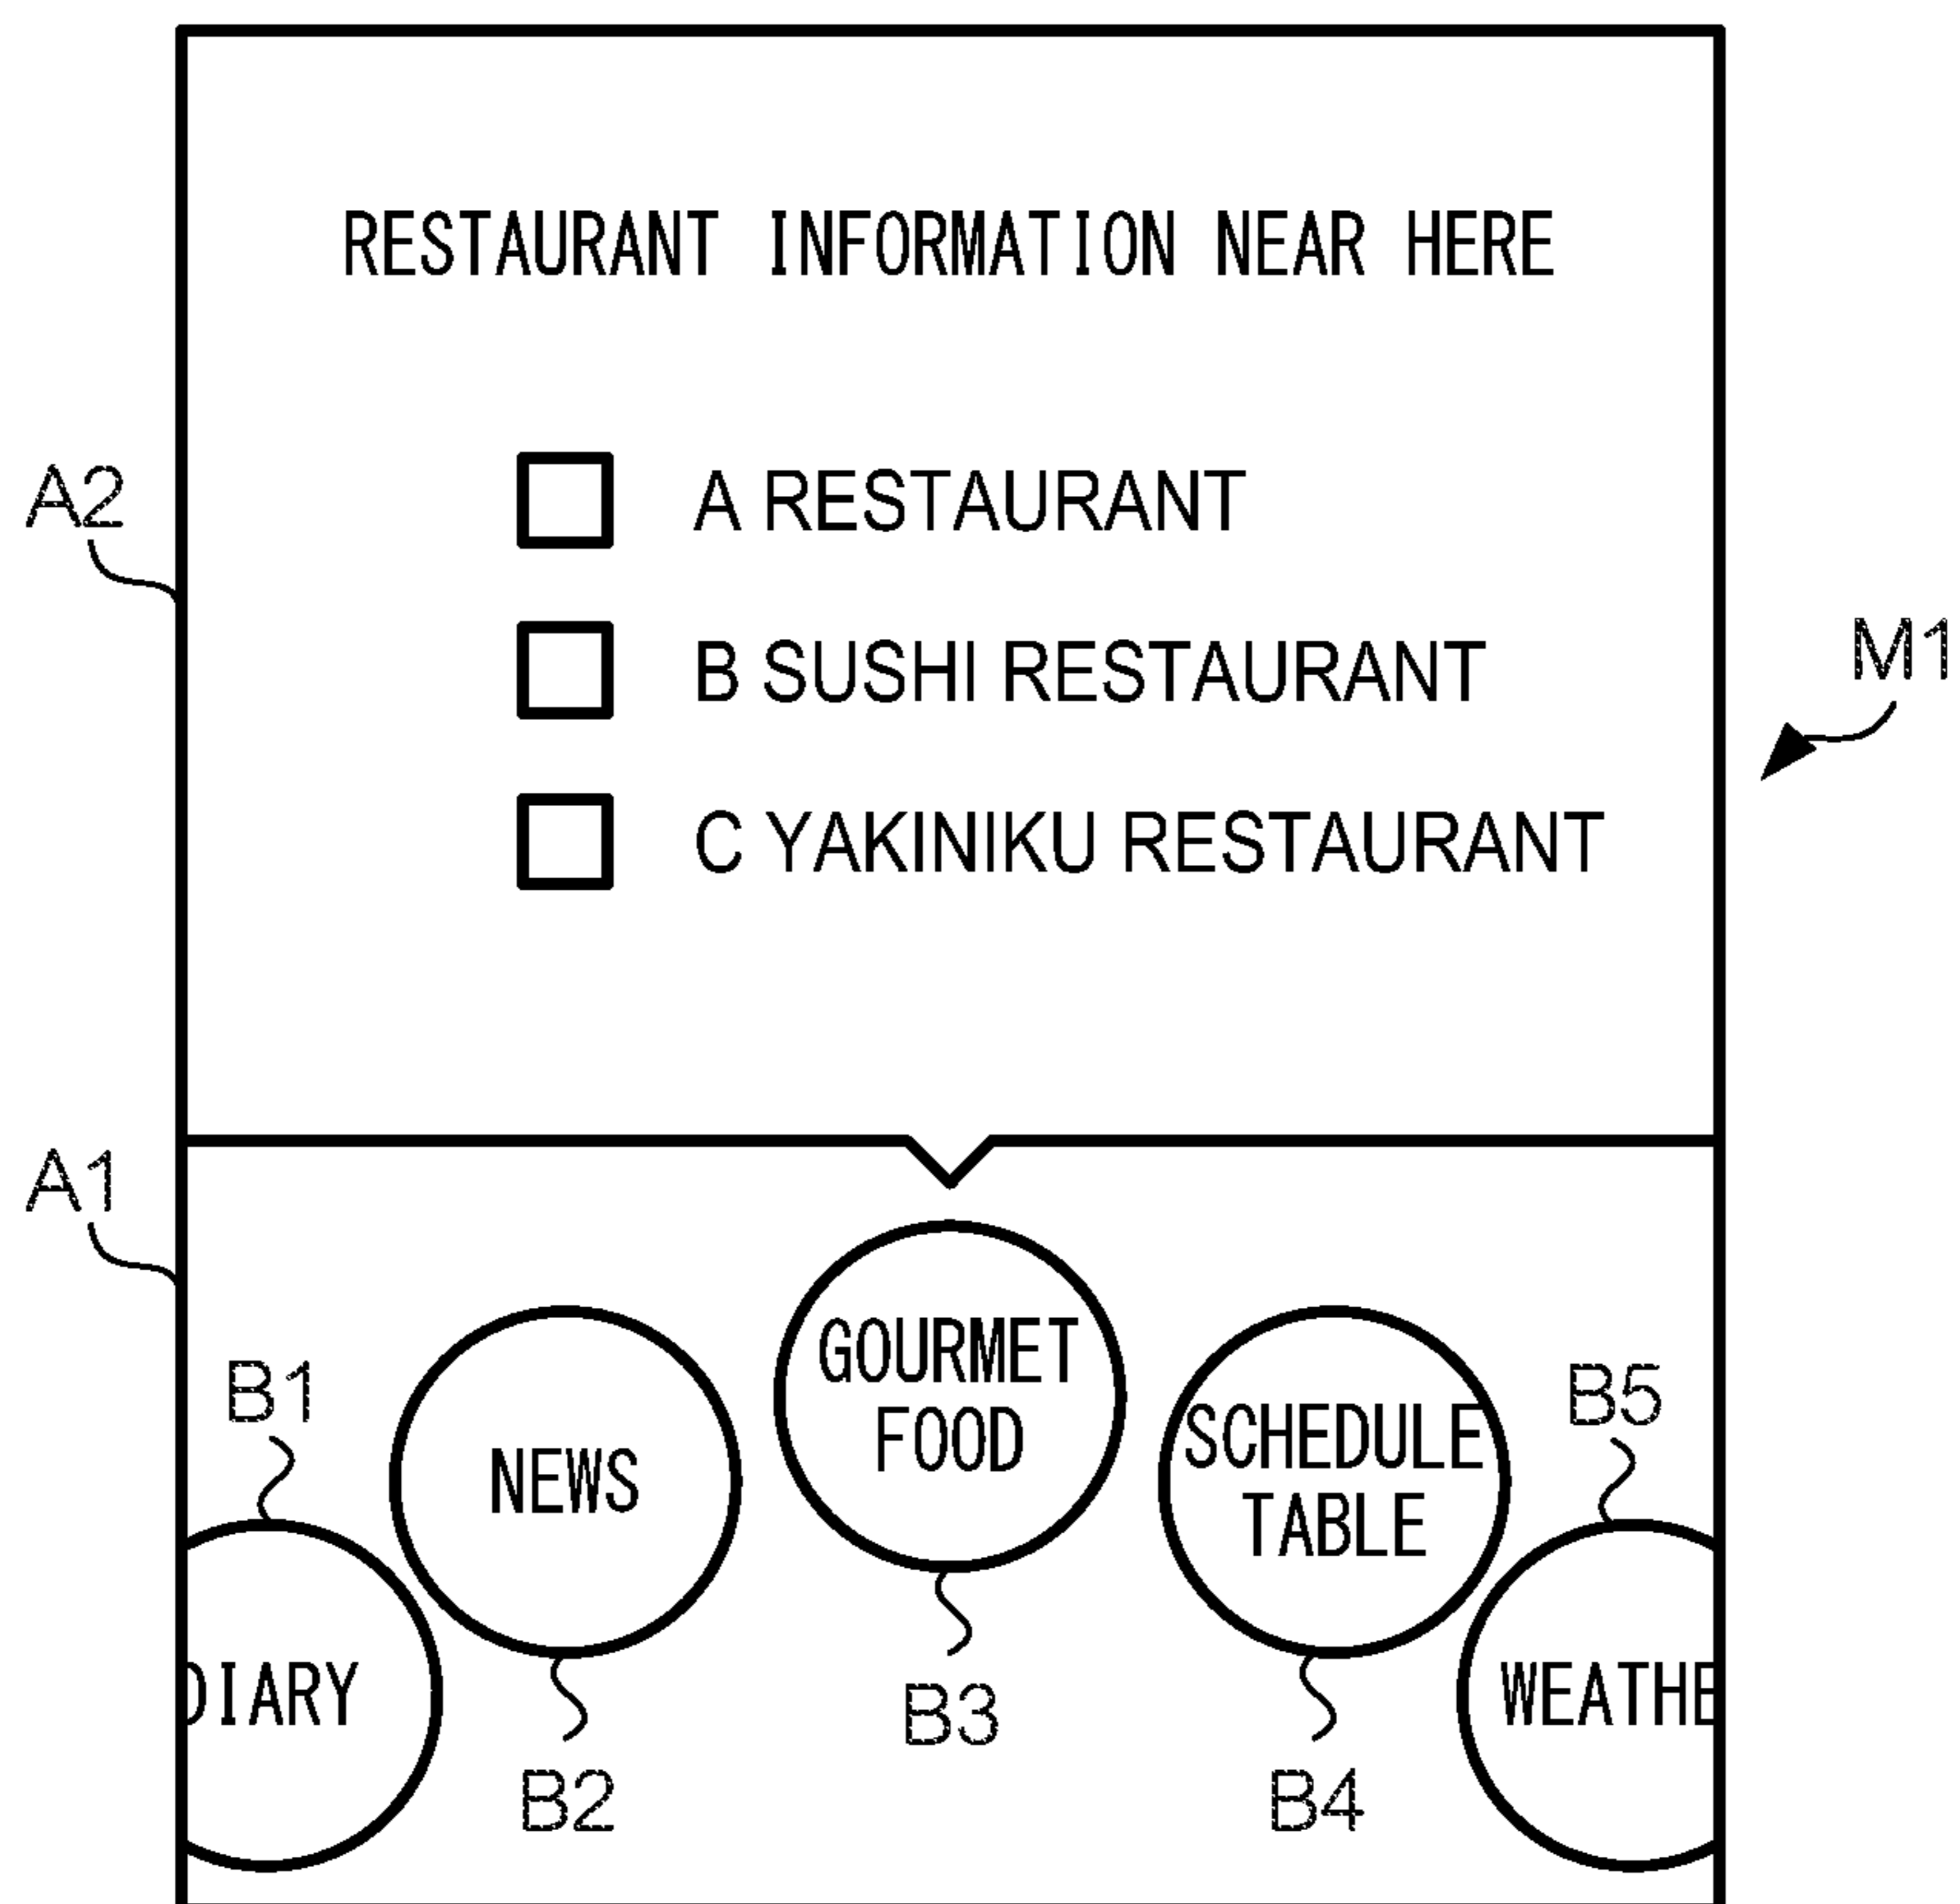 RESTAURANT INFORMATION NEAR HERE
A2
A RESTAURANT
B SUSHI RESTAURANT
M1
C YAKINIKU RESTAURANT
A1
B1
NEWS
GOURMET
FOOD
SCHEDULE
TABLE
B5
DIARY
WEATHE
B2
B3
B4